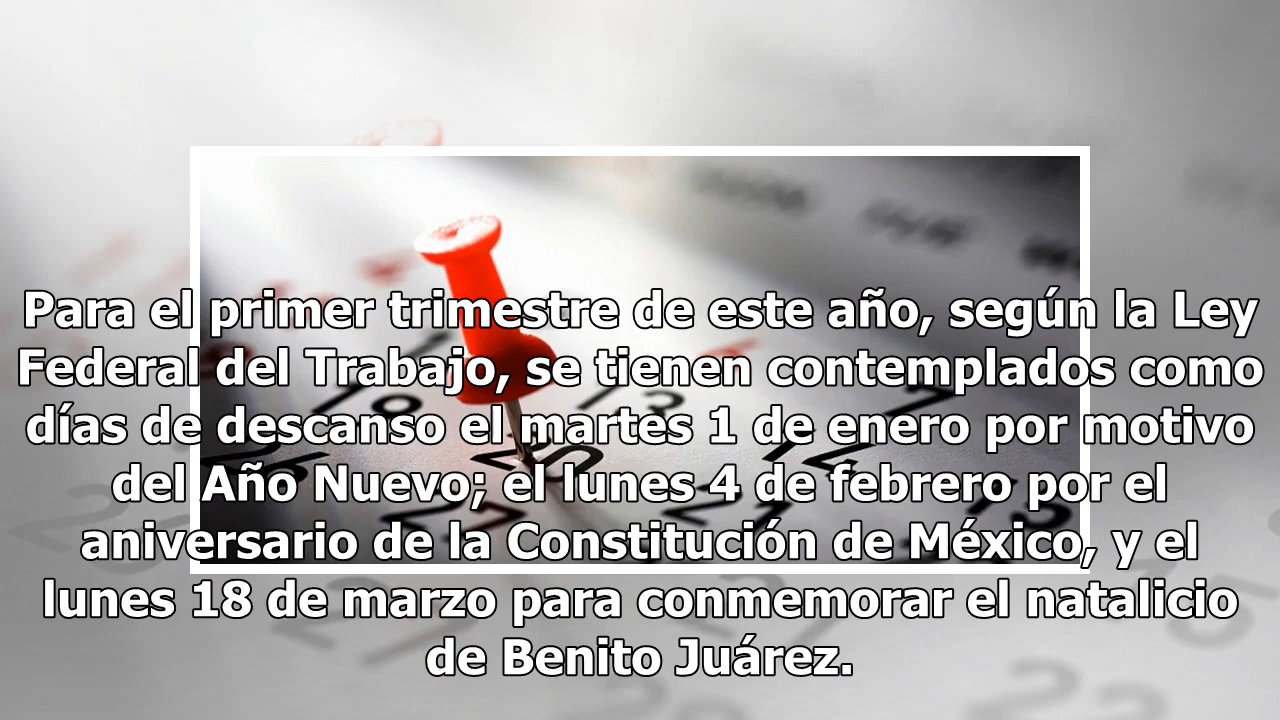 Para el primer trimestre de este año, según la Ley
Federal del Trabajo, se tienen contemplados como
días de descanso el martes 1 de enero por motivo
del Año Nuevo; el lunes 4 de febrero por el
aniversario de la Constitución de México, y el
lunes 18 de marzo para conmemorar el natalicio
de Benito Juárez.